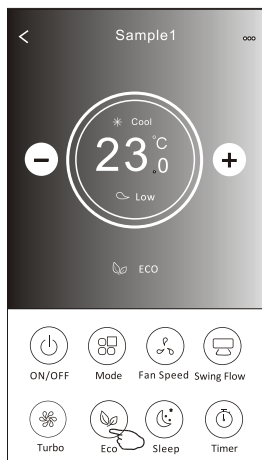 Sample1
Cool
23.0°C
Low
ECO
ON/OFF Mode Fan Speed Swing Flow
Turbo Eco Sleep Timer